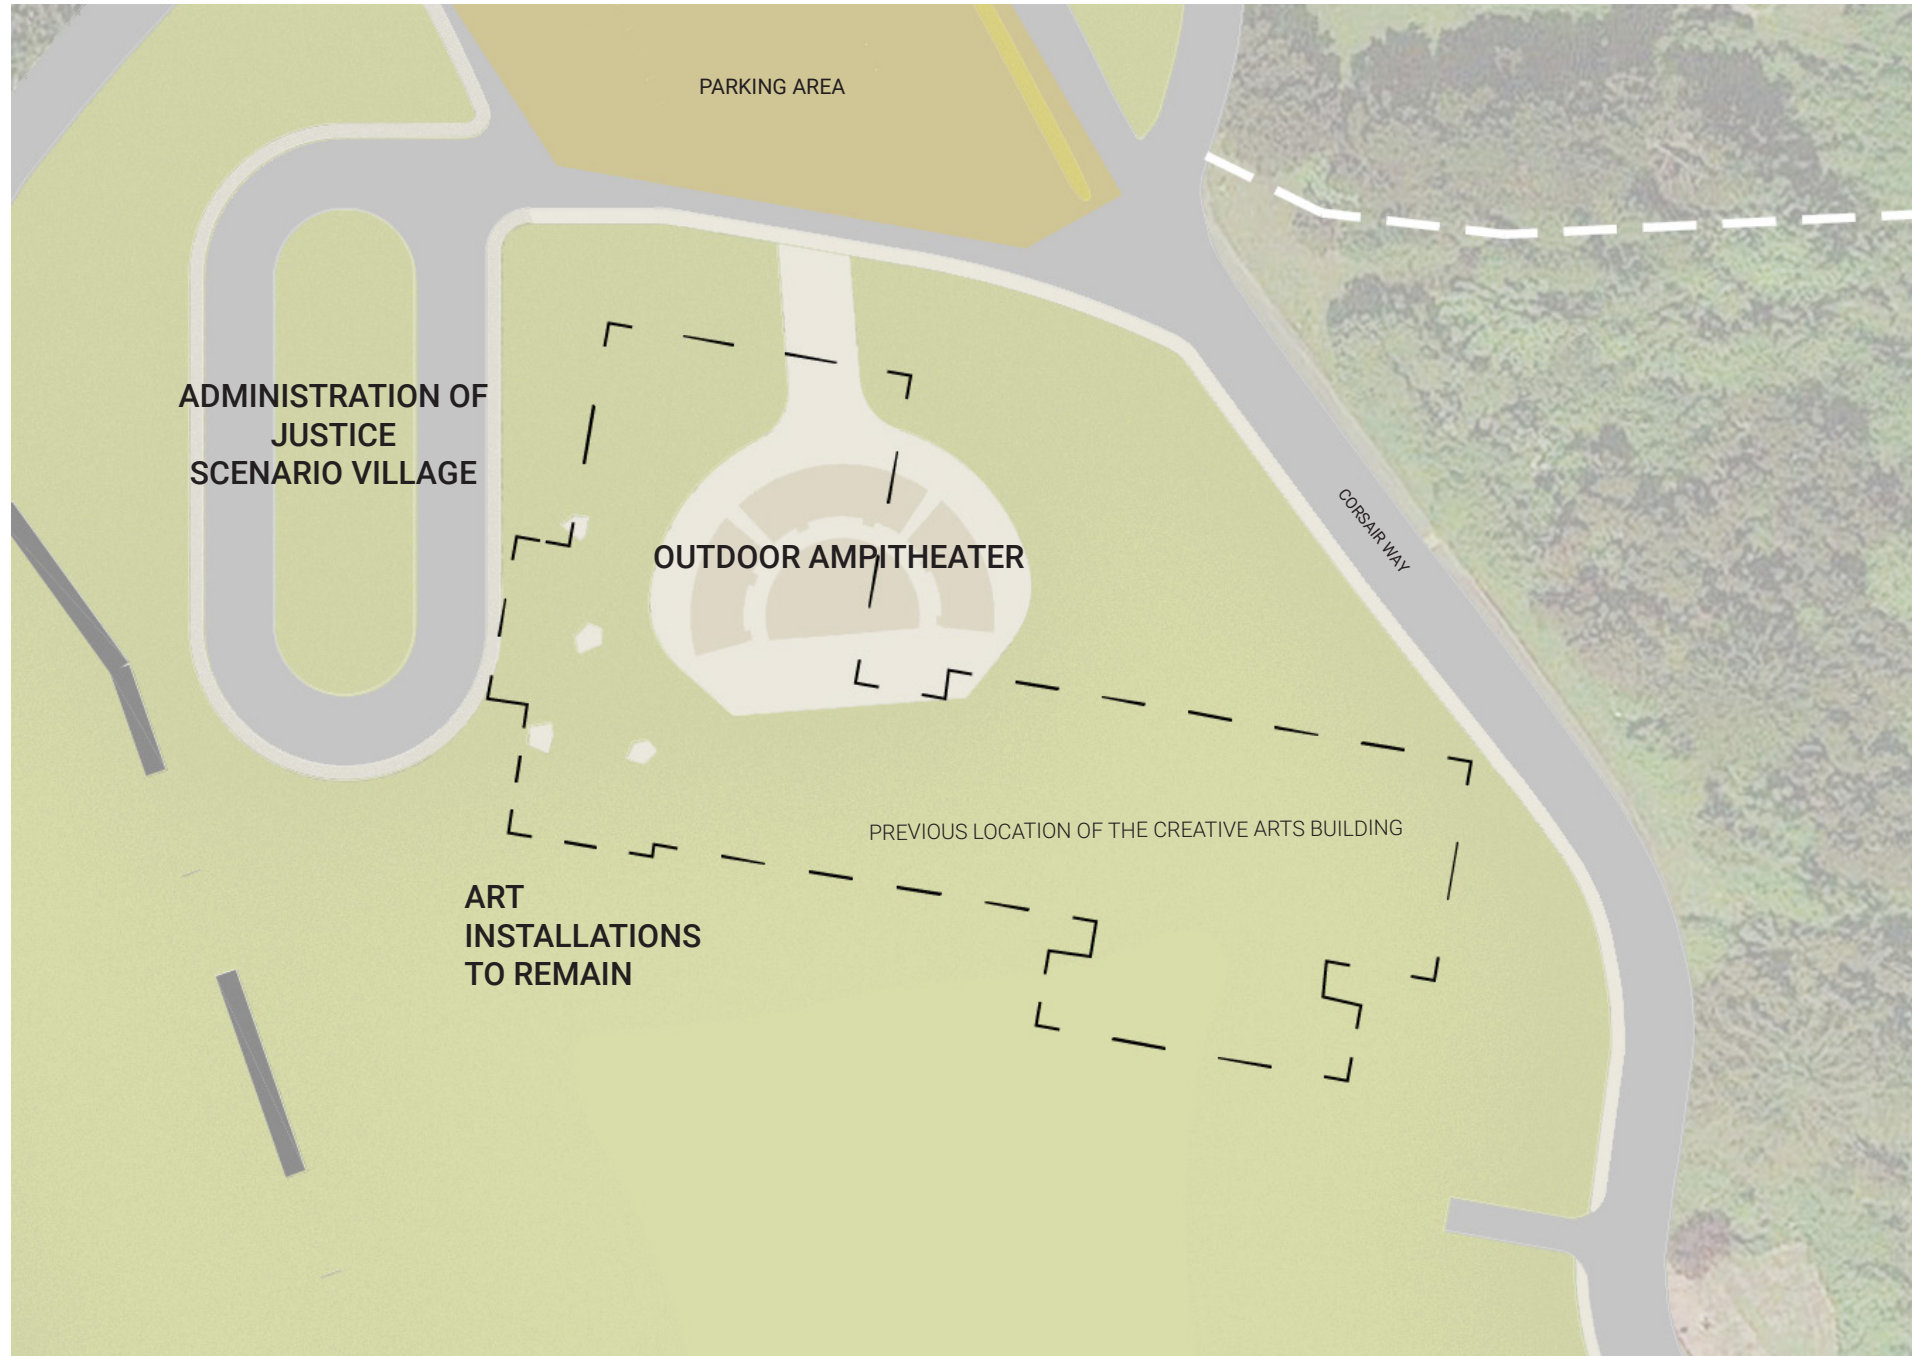 PARKING AREA
ADMINISTRATION OF
JUSTICE
SCENARIO VILLAGE
OUTDOOR AMPITHEATER
CORSAIR WAY
PREVIOUS LOCATION OF THE CREATIVE ARTS BUILDING
ART
INSTALLATIONS
TO REMAIN